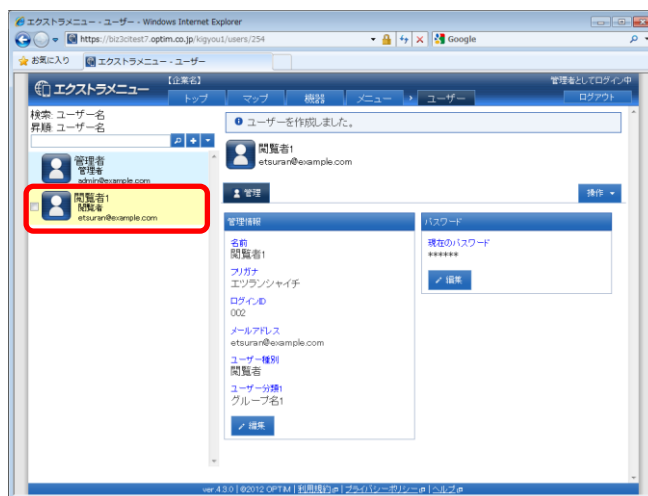 エクストラメニュー - ユーザー - Windows Internet Explorer
https://biz3citest7.optim.co.jp/kigyou1/users/254
Google
お気に入り
エクストラメニュー - ユーザー
エクストラメニュー
[企業名]
管理者としてログイン中
トップ
マップ
機器
メニュー
ユーザー
ログアウト
検索: ユーザー名
昇順: ユーザー名
管理者
管理者
admin@example.com
閲覧者1
閲覧者
etsuran@example.com
ユーザーを作成しました。
閲覧者1
etsuran@example.com
管理
操作
管理情報
名前
閲覧者1
フリガナ
エツランシャイチ
ログインID
002
メールアドレス
etsuran@example.com
ユーザー種別
閲覧者
ユーザー分類1
グループ名1
編集
パスワード
現在のパスワード
******
編集
ver.4.3.0 | ©2012 OPTiM | 利用規約 | プライバシーポリシー | ヘルプ